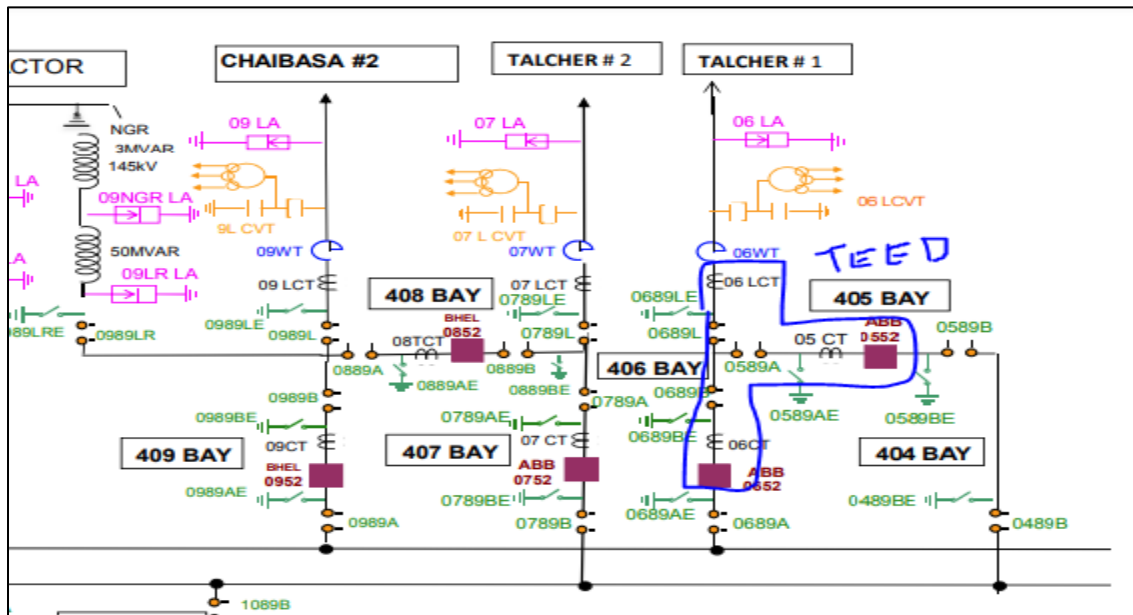 ACTOR
CHAIBASA #2
TALCHER # 2
TALCHER # 1
NGR
3MVAR
145kV
LA
09NGR LA
50MVAR
LA
09LR LA
09 LA
07 LA
06 LA
9L CVT
07 L CVT
06 LCVT
09WT
07WT
06WT
TEED
09 LCT
07 LCT
06 LCT
408 BAY
405 BAY
0789LE
0689LE
0989LE
989LRE
0989LR
0989L
08TCT
BHEL
0852
0789L
0689L
05 CT
ABB
0552
0589B
406 BAY
0889A
0889B
0589A
0889AE
0889BE
0589AE
0589BE
0989B
0789A
0689B
0989BE
0789AE
0689BE
09CT
07 CT
06CT
409 BAY
407 BAY
404 BAY
BHEL
0952
ABB
0752
ABB
0652
0989AE
0789BE
0689AE
0489BE
0989A
0789B
0689A
0489B
1089B